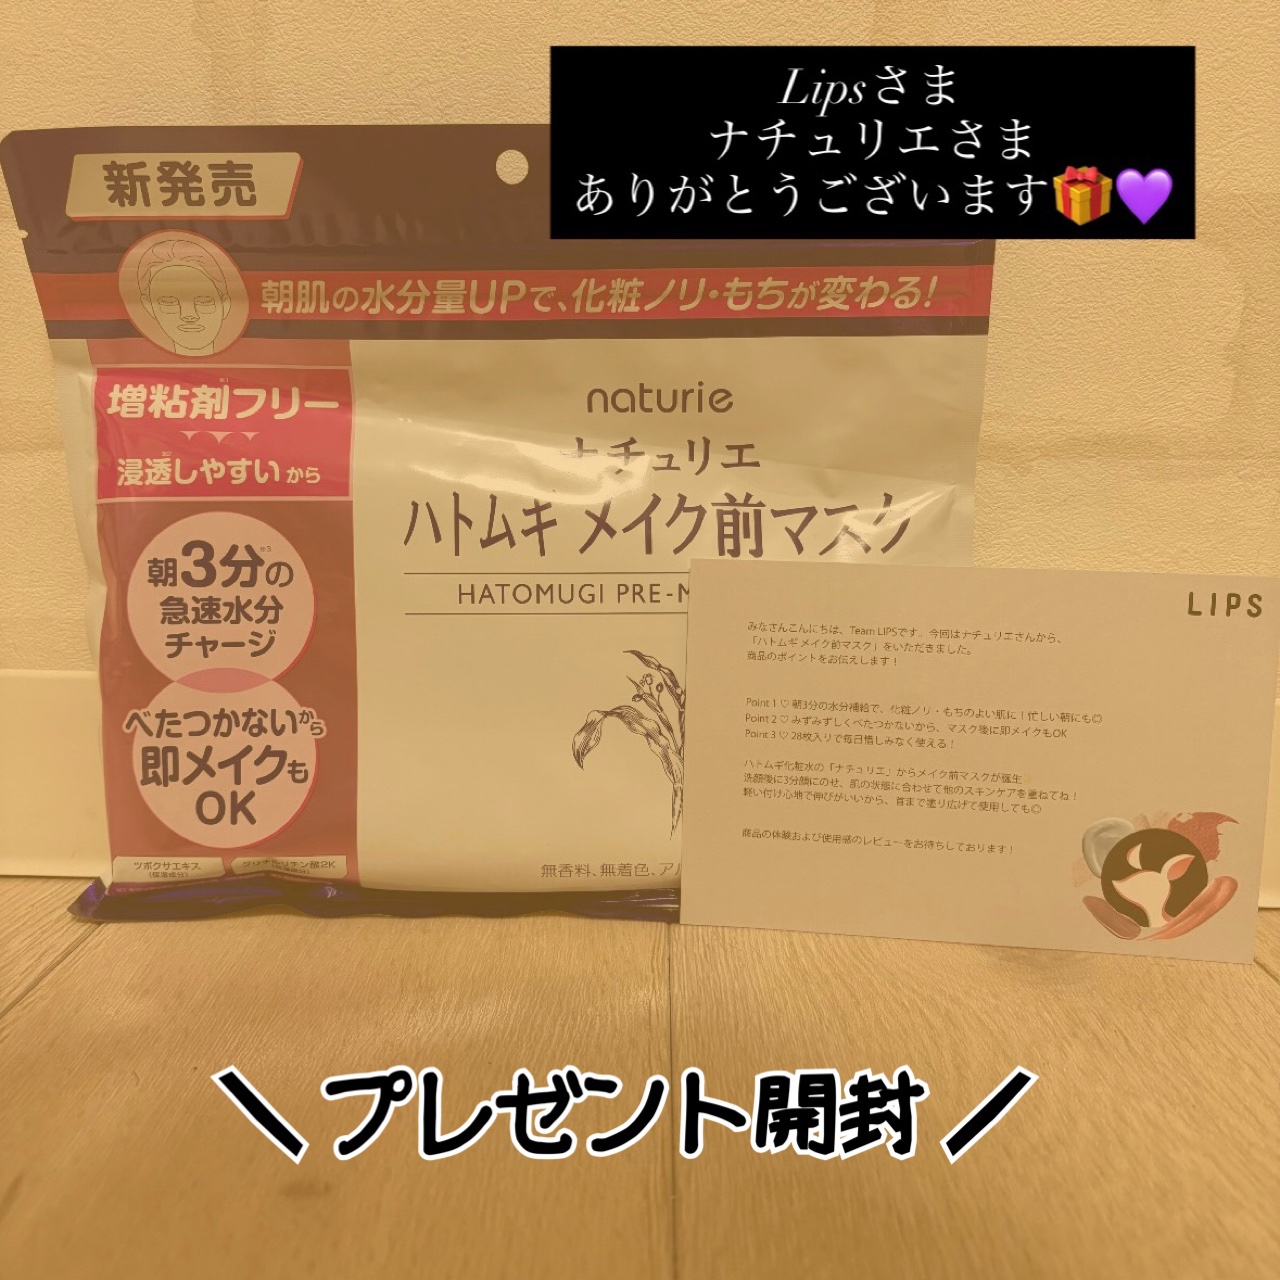 Lipsさま
ナチュリエさま
ありがとうございます🎁💜
新発売
朝肌の水分量UPで、化粧ノリ・もちが変わる!
増粘剤フリー
浸透しやすいから
朝3分の
急速水分
チャージ
べたつかないから
即メイクも
OK
ツボクサエキス
(保湿成分)
naturie
ナチュリエ
ハトムギ メイク前マスク
HATOMUGI PRE-M
無香料、無着色、アル
LIPS
みなさんこんにちは、Team LIPSです。今回はナチュリエさんから、
「ハトムギ メイク前マスク」をいただきました。
商品のポイントをお伝えします!
Point 1 ♡ 朝3分の水分補給で、化粧ノリ・もちのよい肌に!忙しい朝にも◎
Point 2 ♡ みずみずしくべたつかないから、マスク後に即メイクもOK
Point 3 ♡ 28枚入りで毎日惜しみなく使える!
ハトムギ化粧水の「ナチュリエ」からメイク前マスクが誕生✨
洗顔後に3分顔にのせ、肌の状態に合わせて他のスキンケアを重ねてね!
軽い付け心地で伸びがいいから、首まで塗り広げて使用しても◎
商品の体験および使用感のレビューをお待ちしております!
\ プレゼント開封 /